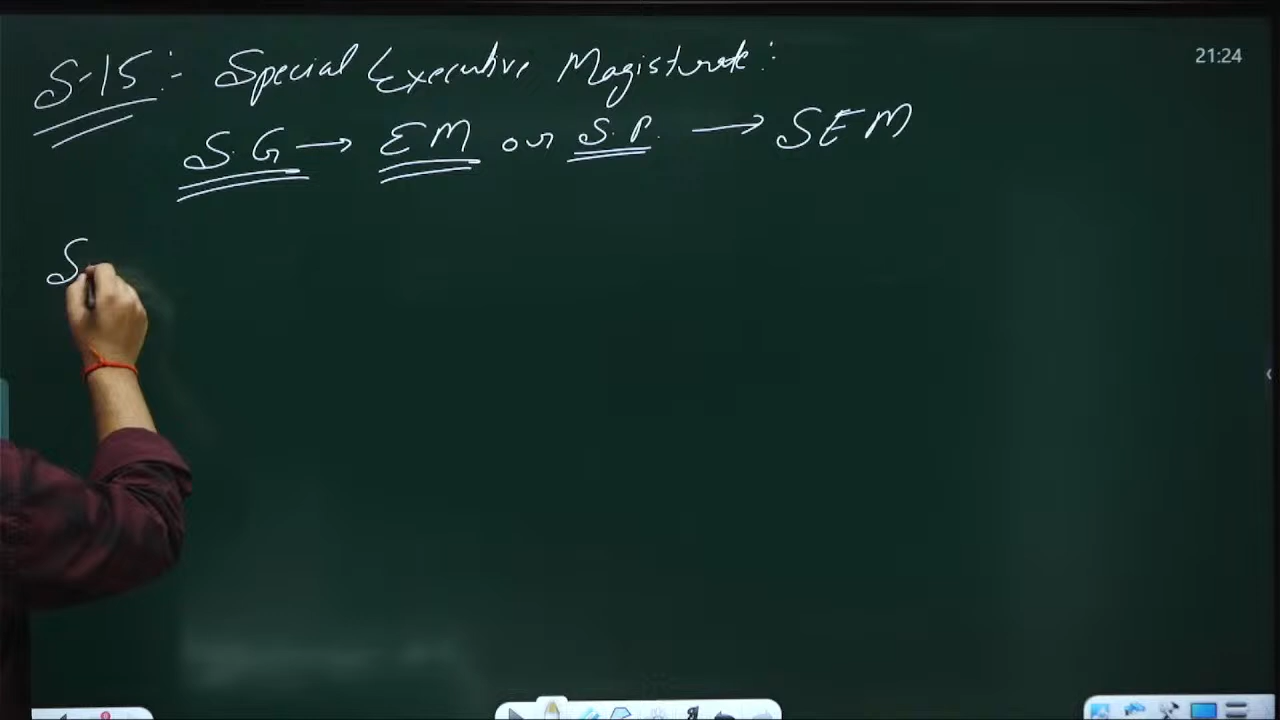 S-15:- Special Executive Magistrate:
21:24
S.G → EM or S.P. → SEM
S